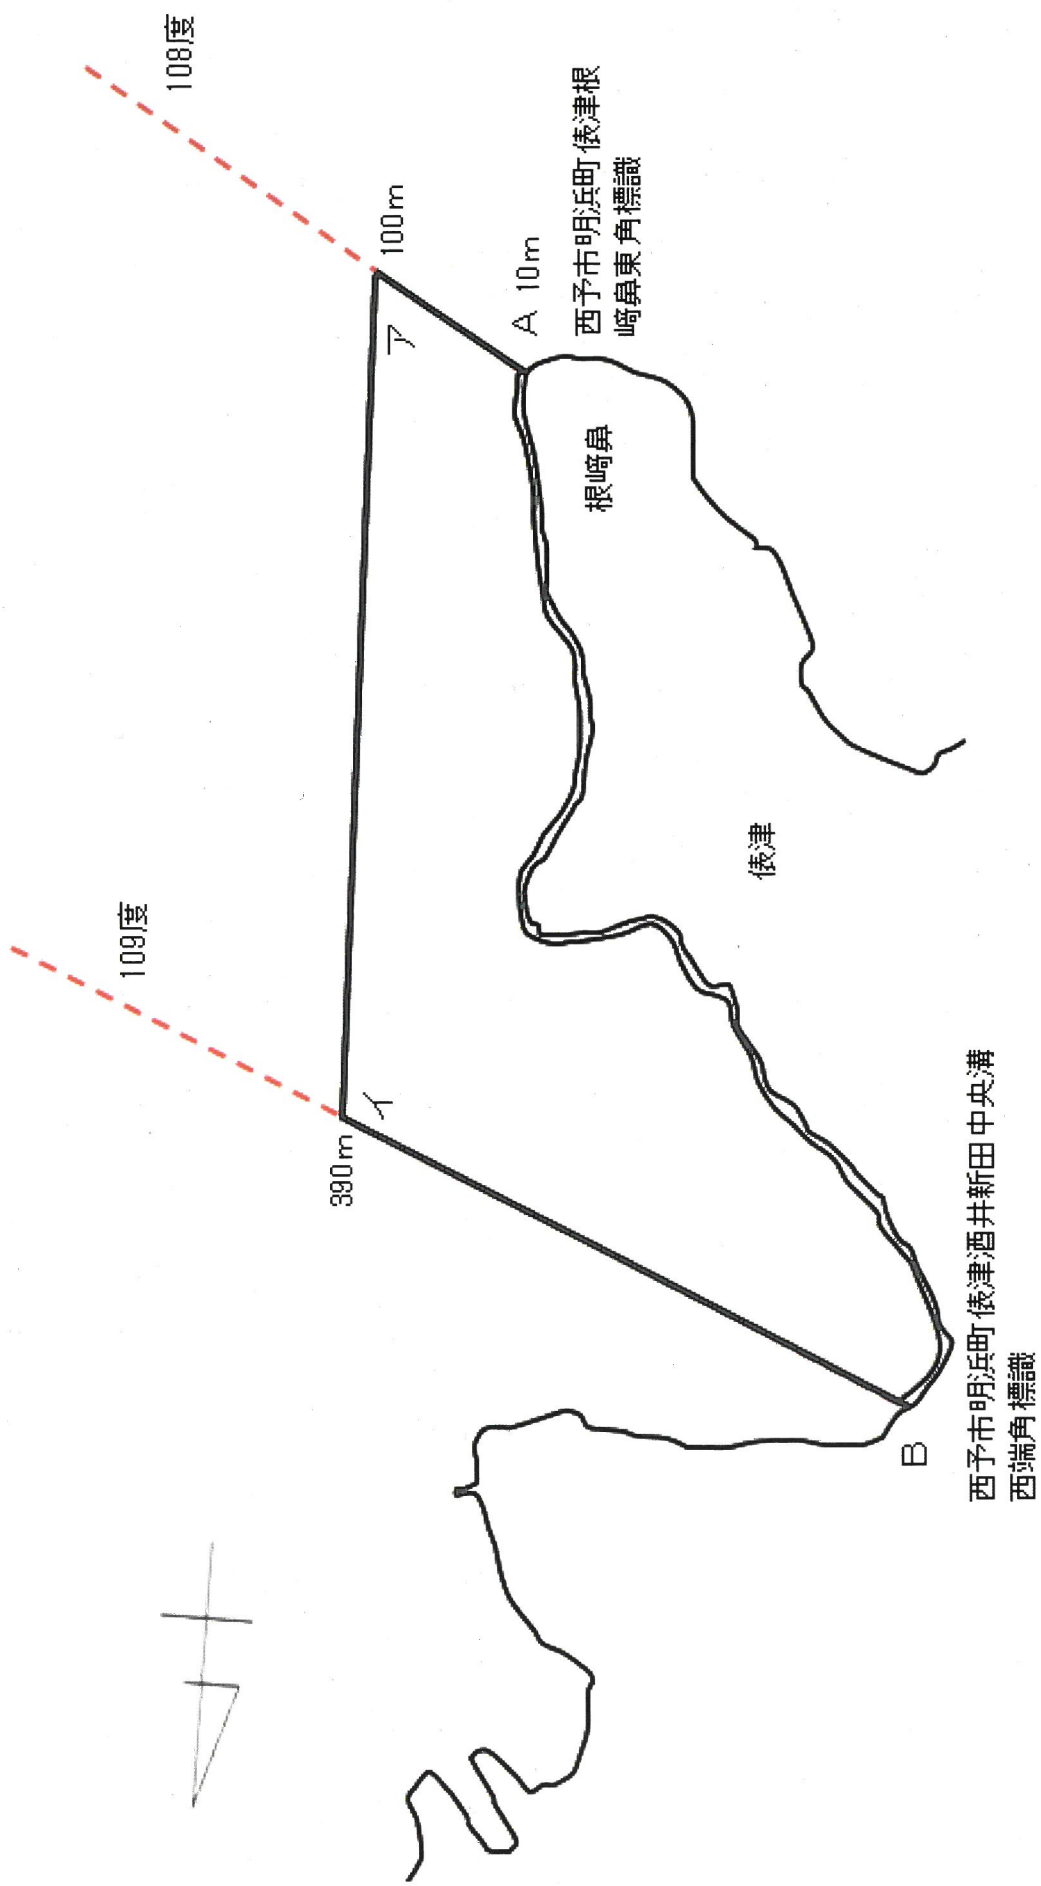 108度
100m
ア
A 10m
西予市明浜町俵津根
﨑鼻東角標識
根﨑鼻
俵津
109度
390m
イ
B
西予市明浜町俵津酒井新田中央溝
西端角標識